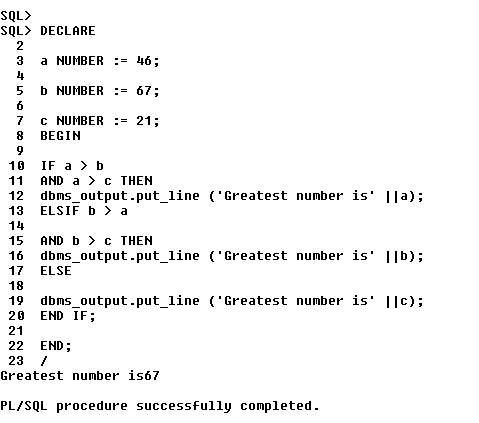 SQL>
SQL> DECLARE
2
3 a NUMBER := 46;
4
5 b NUMBER := 67;
6
7 c NUMBER := 21;
8 BEGIN
9
10 IF a > b
11 AND a > c THEN
12 dbms_output.put_line ('Greatest number is' ||a);
13 ELSIF b > a
14
15 AND b > c THEN
16 dbms_output.put_line ('Greatest number is' ||b);
17 ELSE
18
19 dbms_output.put_line ('Greatest number is' ||c);
20 END IF;
21
22 END;
23 /
Greatest number is67
PL/SQL procedure successfully completed.